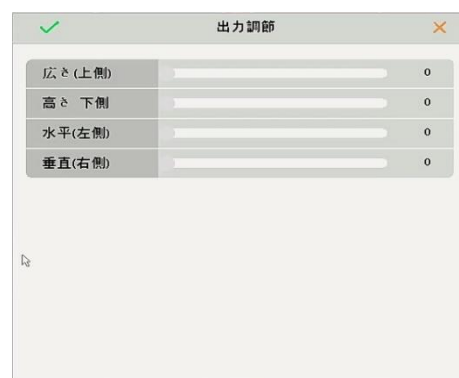 出力調節
広さ(上側) 0
高さ 下側 0
水平(左側) 0
垂直(右側) 0